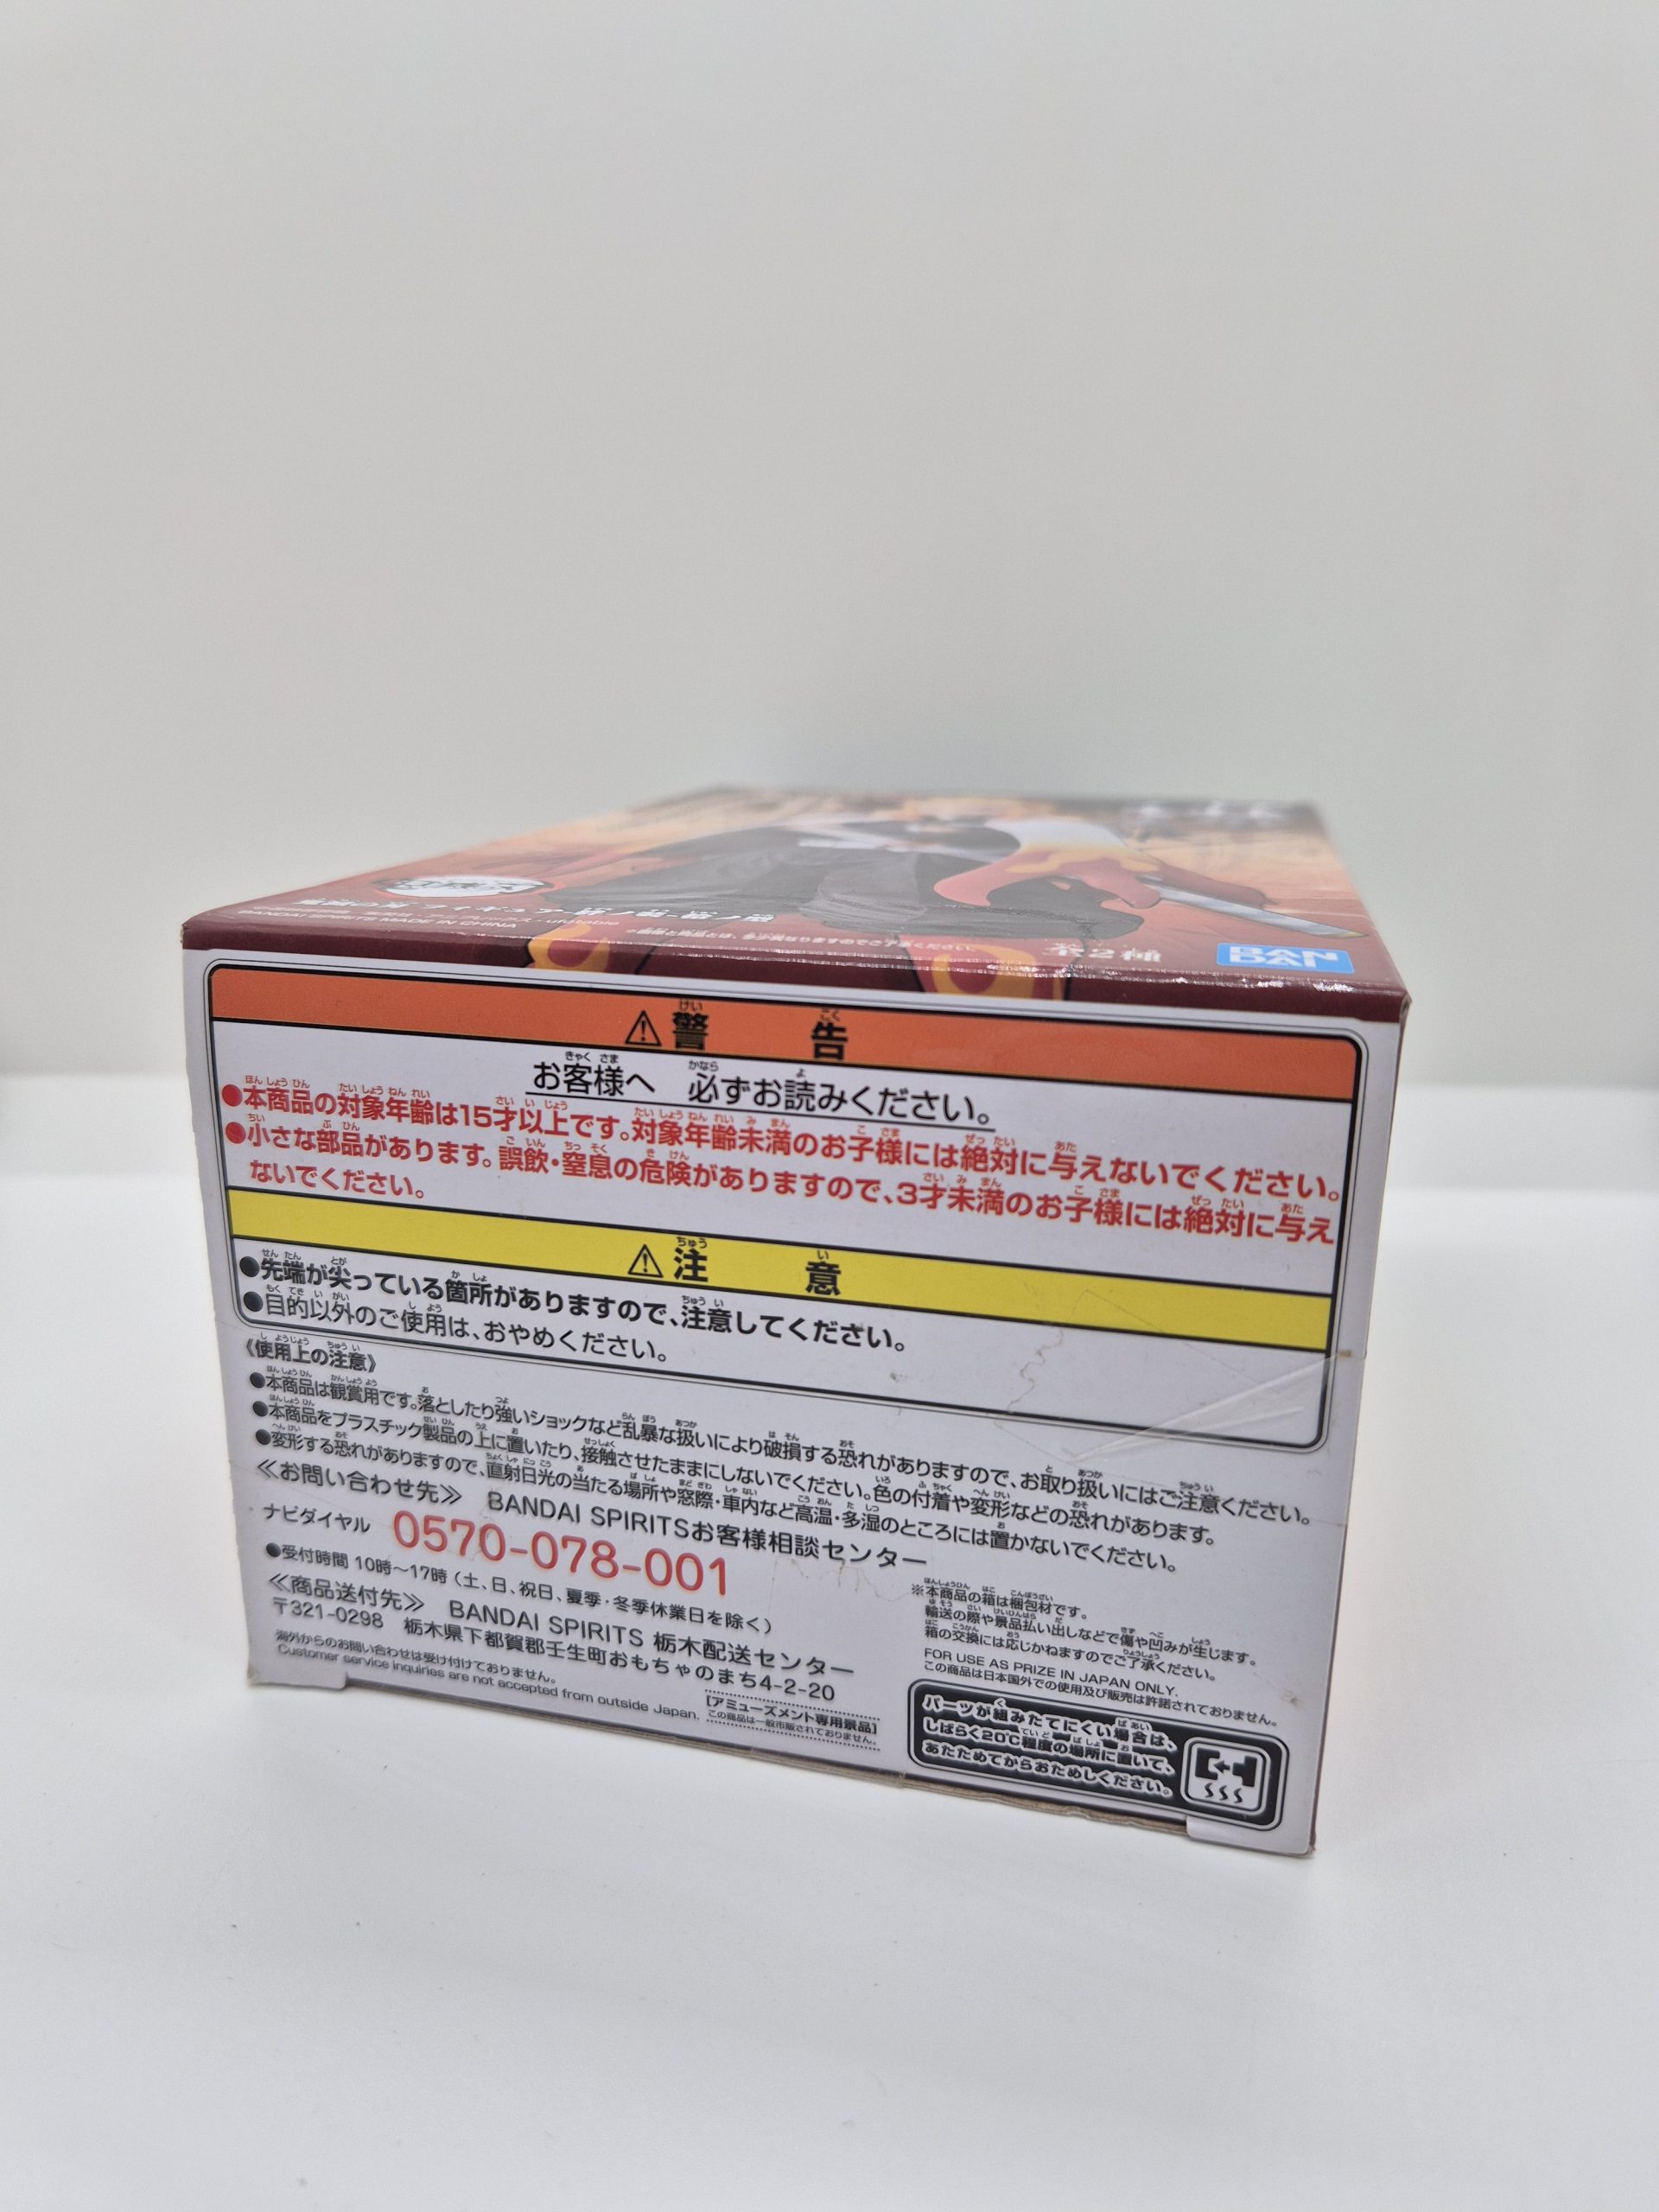 BANDAI SPIRITS MADE IN CHINA
全2種
BANDAI
警告
お客様へ 必ずお読みください。
●本商品の対象年齢は15才以上です。対象年齢未満のお子様には絶対に与えないでください。
●小さな部品があります。誤飲・窒息の危険がありますので、3才未満のお子様には絶対に与え
ないでください。
注意
●先端が尖っている箇所がありますので、注意してください。
●目的以外のご使用は、おやめください。
《使用上の注意》
●本商品は観賞用です。落としたり強いショックなど乱暴な扱いにより破損する恐れがありますので、お取り扱いにはご注意ください。
●本商品をプラスチック製品の上に置いたり、接触させたままにしないでください。色の付着や変形などの恐れがあります。
●変形する恐れがありますので、直射日光の当たる場所や窓際・車内など高温・多湿のところには置かないでください。
≪お問い合わせ先≫ BANDAI SPIRITSお客様相談センター
ナビダイヤル 0570-078-001
●受付時間 10時～17時（土、日、祝日、夏季・冬季休業日を除く）
≪商品送付先≫ BANDAI SPIRITS 栃木配送センター
〒321-0298 栃木県下都賀郡壬生町おもちゃのまち4-2-20
海外からのお問い合わせは受け付けておりません。
Customer service inquiries are not accepted from outside Japan.
[アミューズメント専用景品]
この商品は一般市販されておりません。
※本商品の箱は梱包材です。
輸送の際や景品払い出しなどで傷や凹みが生じます。
箱の交換には応じかねますのでご了承ください。
FOR USE AS PRIZE IN JAPAN ONLY.
この商品は日本国外での使用及び販売は許諾されておりません。
パーツが組みたてにくい場合は、
しばらく20℃程度の場所に置いて、
あたためてからおためしください。